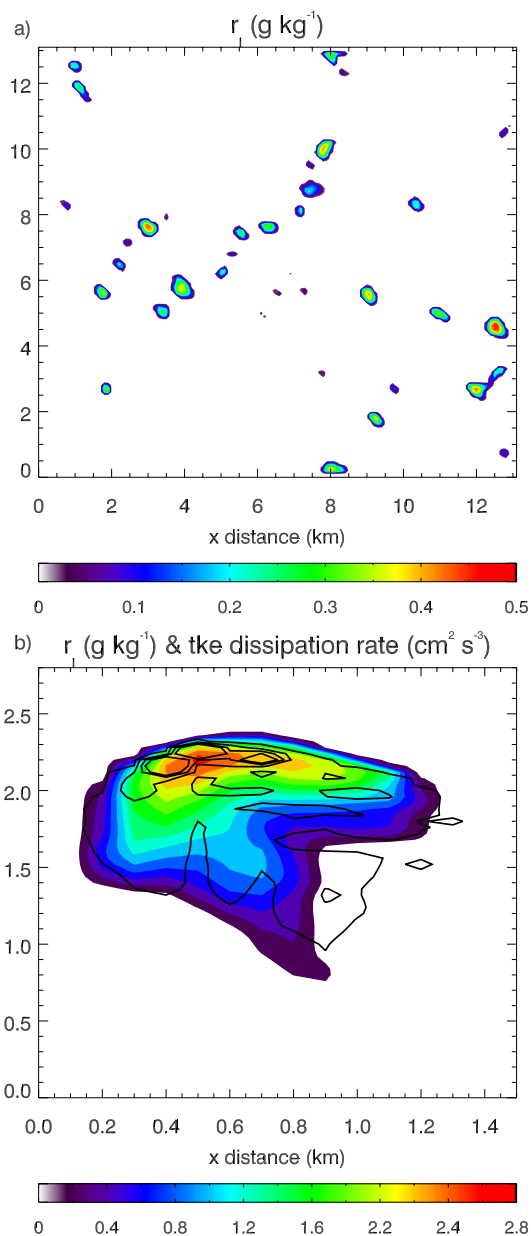 a)
r_l (g kg⁻¹)
12
10
8
6
4
2
0
0 2 4 6 8 10 12
x distance (km)
0 0.1 0.2 0.3 0.4 0.5
b) r_l (g kg⁻¹) & tke dissipation rate (cm² s⁻³)
2.5
2.0
1.5
1.0
0.5
0.0
0.0 0.2 0.4 0.6 0.8 1.0 1.2 1.4
x distance (km)
0 0.4 0.8 1.2 1.6 2.0 2.4 2.8